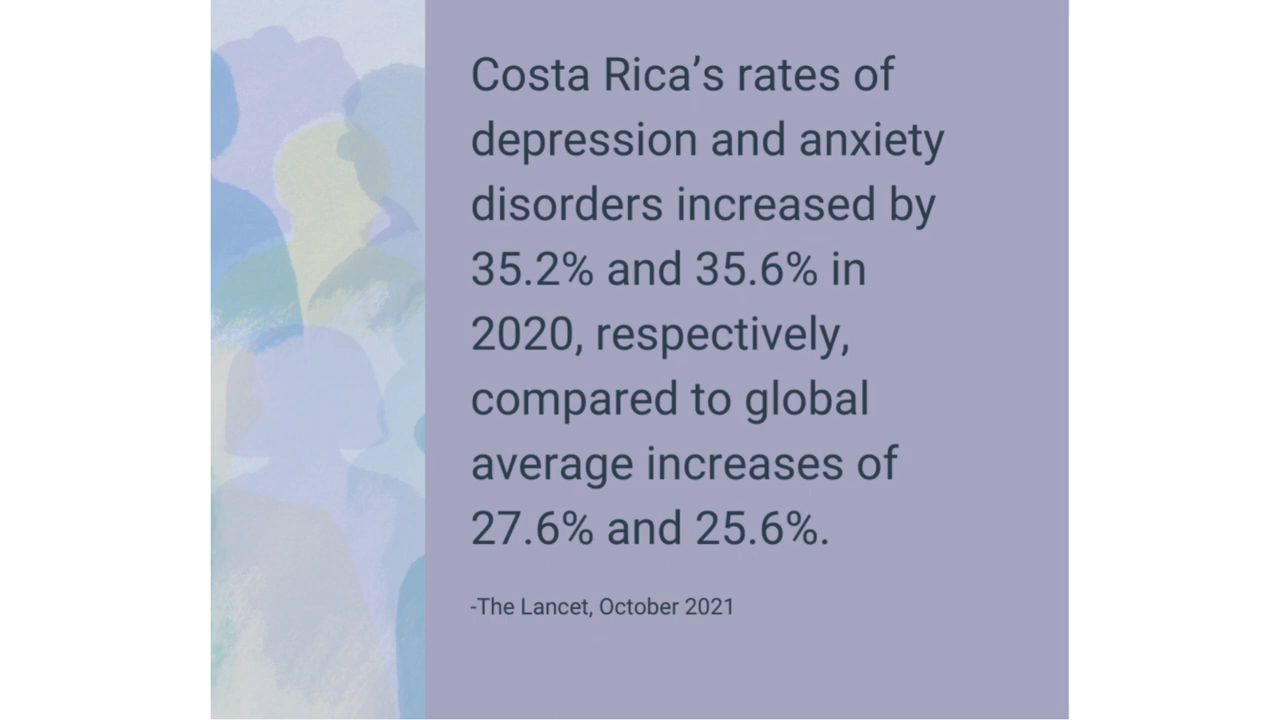 Costa Rica’s rates of
depression and anxiety
disorders increased by
35.2% and 35.6% in
2020, respectively,
compared to global
average increases of
27.6% and 25.6%.
-The Lancet, October 2021